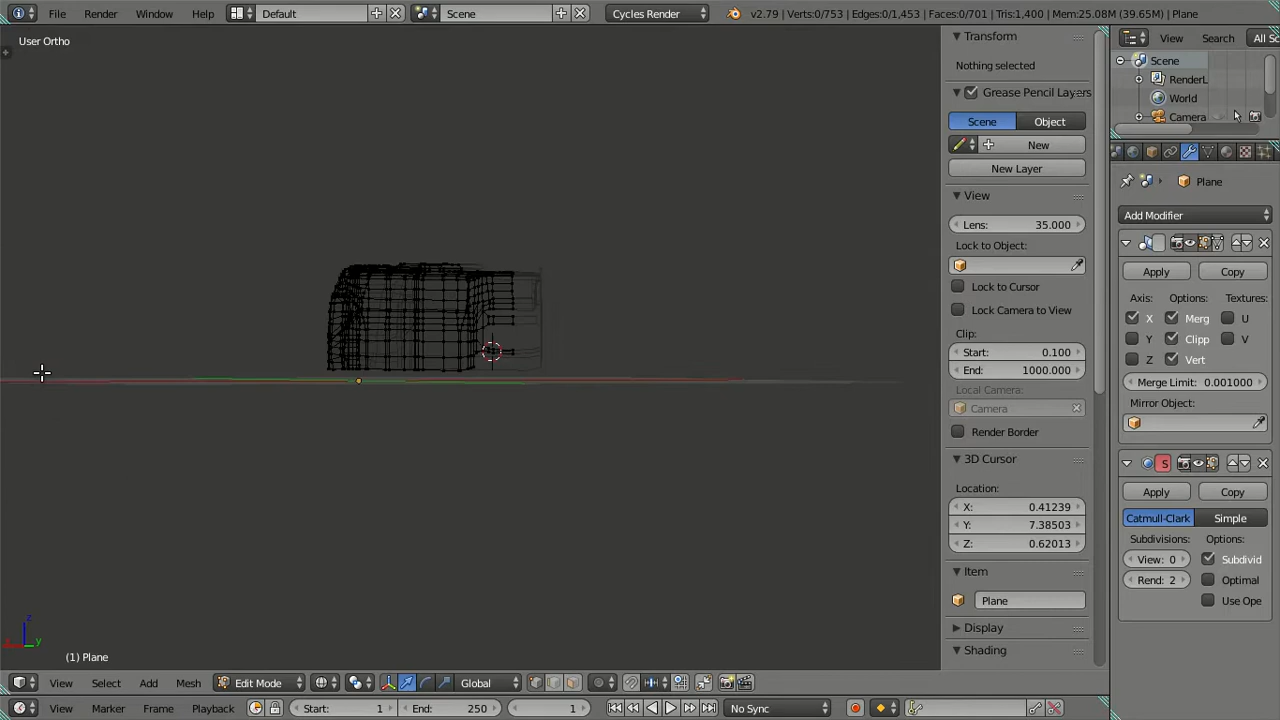 File Render Window Help Default Scene Cycles Render v2.79 | Verts:0/753 | Edges:0/1,453 | Faces:0/701 | Tris:1,400 | Mem:25.08M (39.65M) | Plane
User Ortho
Transform
Nothing selected
Grease Pencil Layers
Scene Object
New
New Layer
View
Lens: 35.000
Lock to Object:
Lock to Cursor
Lock Camera to View
Clip:
Start: 0.100
End: 1000.000
Local Camera:
Camera
Render Border
3D Cursor
Location:
X: 0.41239
Y: 7.38503
Z: 0.62013
Item
Plane
Display
Shading
View Search All Sc
Scene
RenderL
World
Camera
Plane
Add Modifier
Apply Copy
Axis: Options: Textures:
X Merg U
Y Clipp V
Z Vert
Merge Limit: 0.001000
Mirror Object:
S
Apply Copy
Catmull-Clark Simple
Subdivisions: Options:
View: 0 Subdivid
Rend: 2 Optimal
Use Ope
z
x y
(1) Plane
View Select Add Mesh Edit Mode Global
View Marker Frame Playback Start: 1 End: 250 1 No Sync